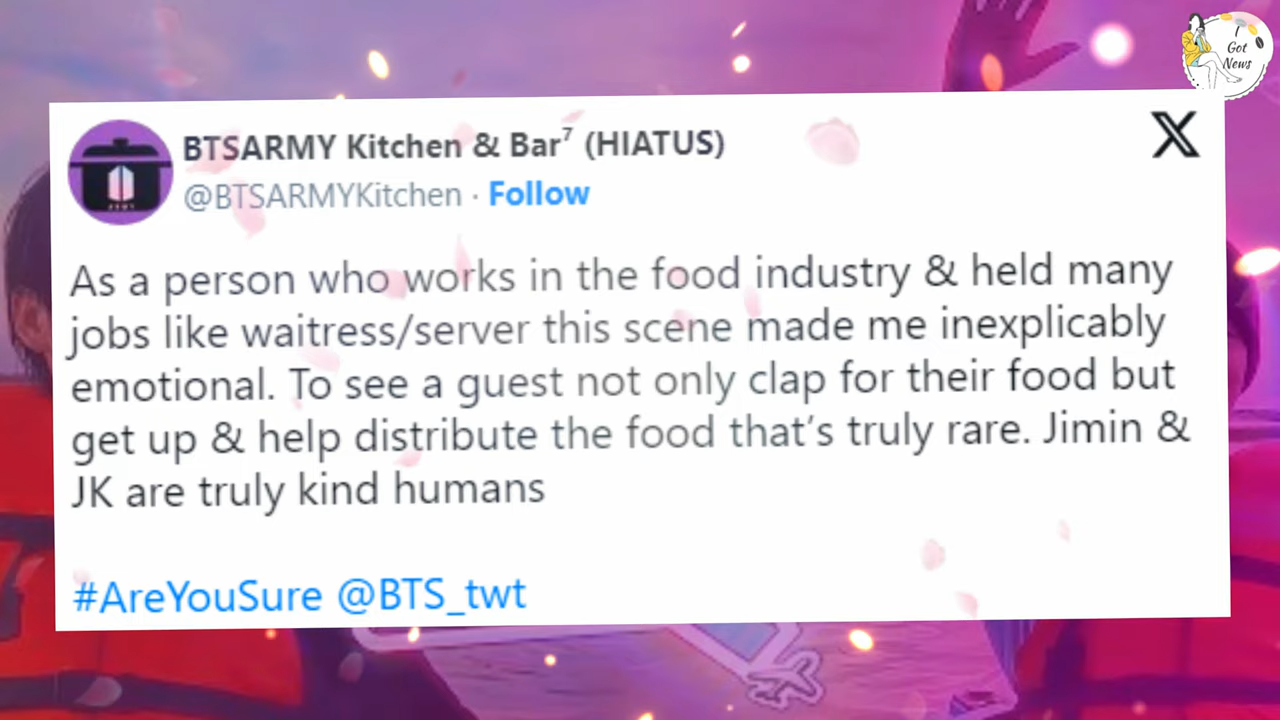 I
Got
News
BTSARMY Kitchen & Bar⁷ (HIATUS)
@BTSARMYKitchen · Follow
As a person who works in the food industry & held many
jobs like waitress/server this scene made me inexplicably
emotional. To see a guest not only clap for their food but
get up & help distribute the food that's truly rare. Jimin &
JK are truly kind humans
#AreYouSure @BTS_twt